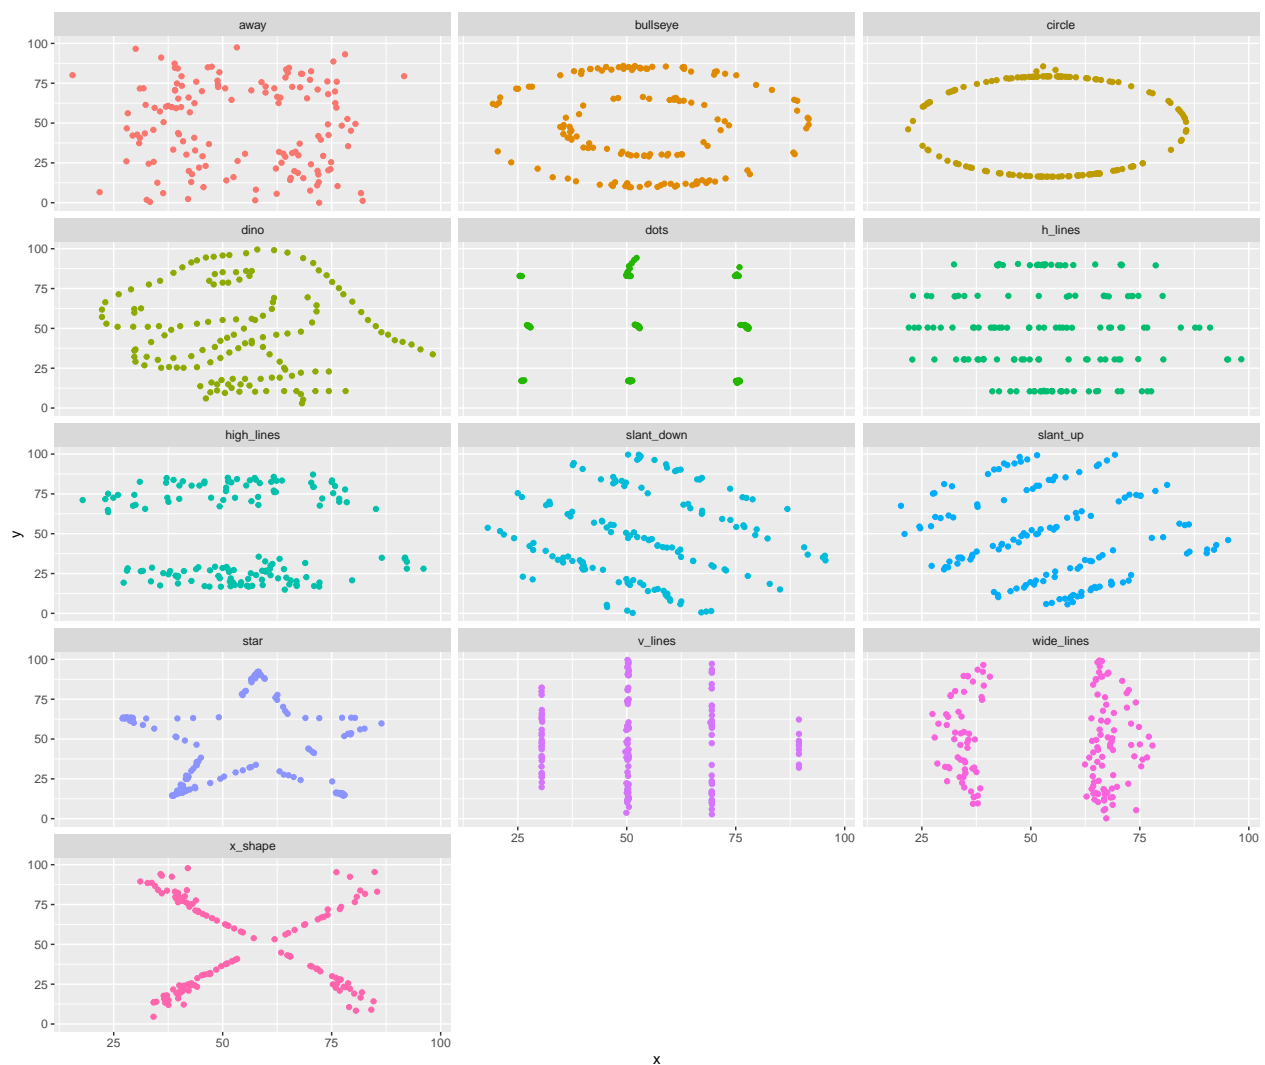 away bullseye circle
100
75
50
25
0
dino dots h_lines
100
75
50
25
0
high_lines slant_down slant_up
100
75
50
25
0
star v_lines wide_lines
100
75
50
25
0
25 50 75 100 25 50 75 100
x_shape
100
75
50
25
0
25 50 75 100
x
y